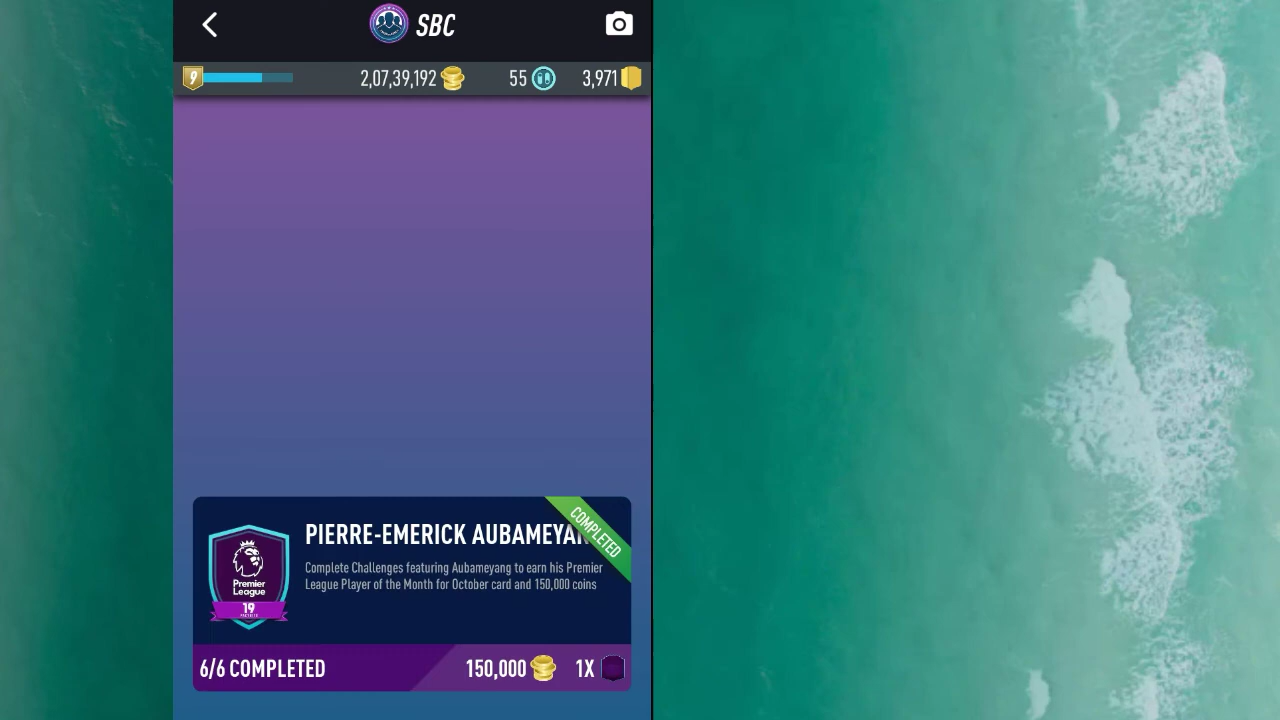 SBC
9
2,07,39,192
55
3,971
COMPLETED
PIERRE-EMERICK AUBAMEYAN
Complete Challenges featuring Aubameyang to earn his Premier
League Player of the Month for October card and 150,000 coins
Premier
League
19
6/6 COMPLETED
150,000
1X